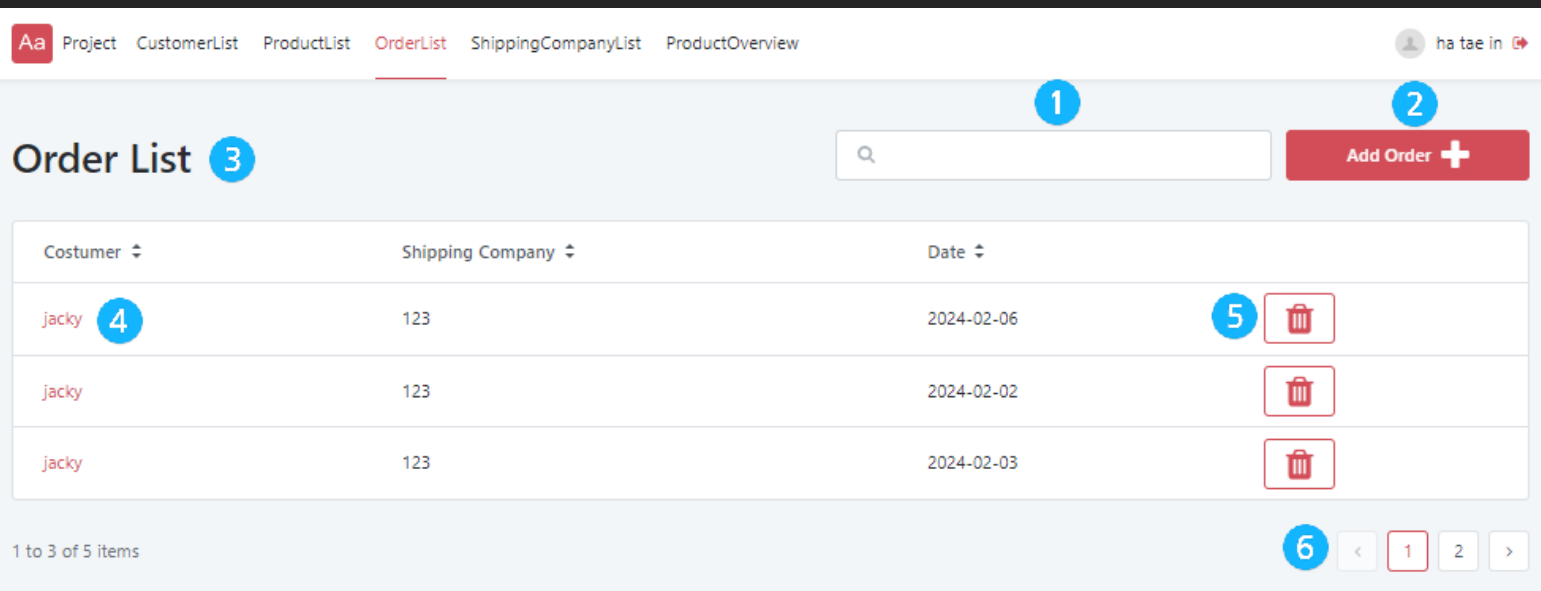 Aa Project CustomerList ProductList OrderList ShippingCompanyList ProductOverview ha tae in
1 2
Order List 3 Add Order
Costumer Shipping Company Date
jacky 4 123 2024-02-06 5
jacky 123 2024-02-02
jacky 123 2024-02-03
1 to 3 of 5 items 6 < 1 2 >